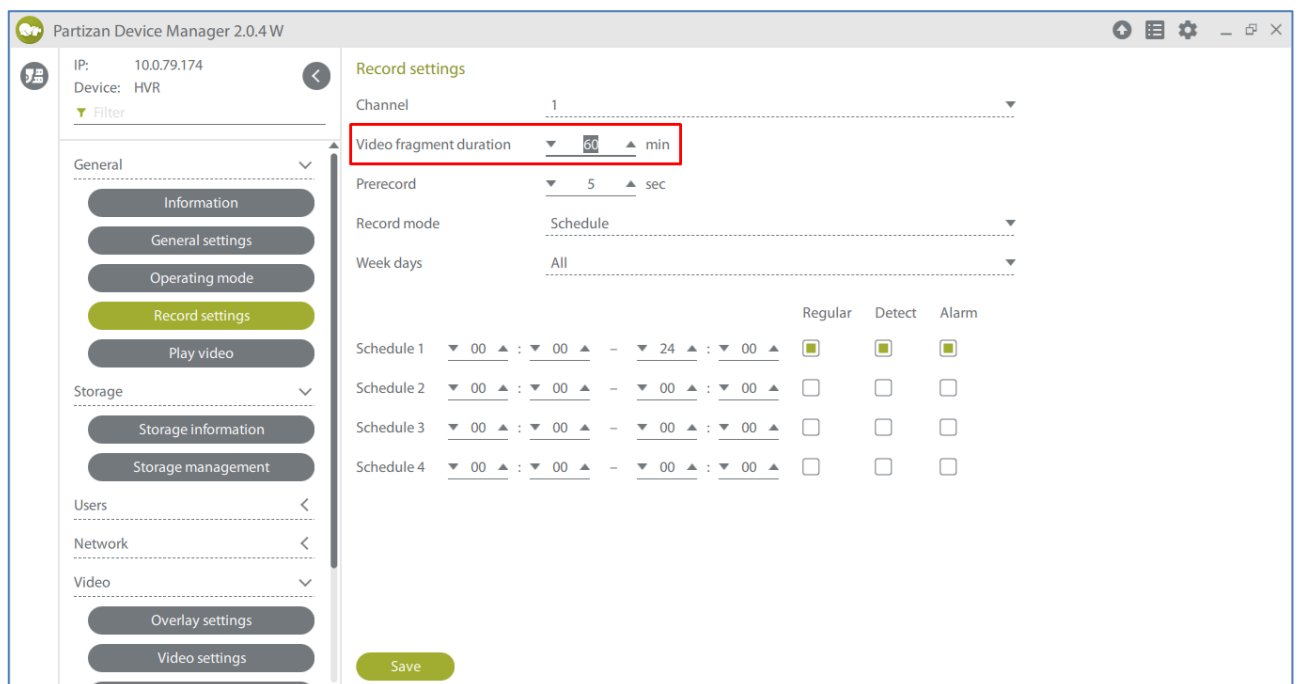 Partizan Device Manager 2.0.4 W
IP: 10.0.79.174
Device: HVR
Filter
General
Information
General settings
Operating mode
Record settings
Play video
Storage
Storage information
Storage management
Users
Network
Video
Overlay settings
Video settings
Record settings
Channel 1
Video fragment duration 60 min
Prerecord 5 sec
Record mode Schedule
Week days All
Regular Detect Alarm
Schedule 1 00 : 00 – 24 : 00
Schedule 2 00 : 00 – 00 : 00
Schedule 3 00 : 00 – 00 : 00
Schedule 4 00 : 00 – 00 : 00
Save